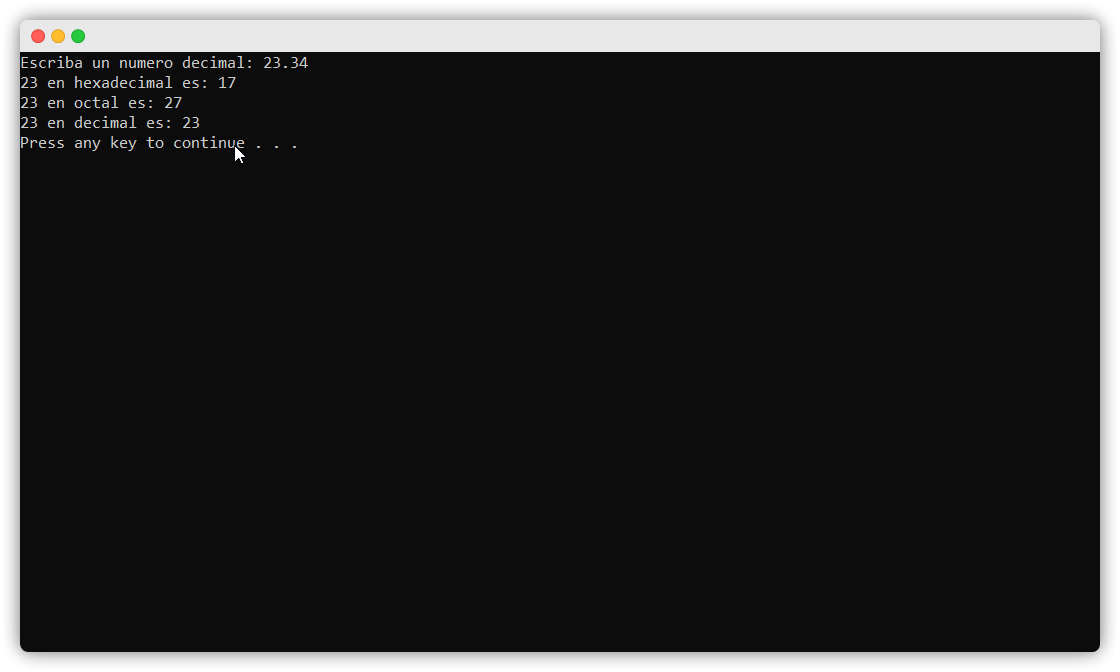 Escriba un numero decimal: 23.34
23 en hexadecimal es: 17
23 en octal es: 27
23 en decimal es: 23
Press any key to continue . . .